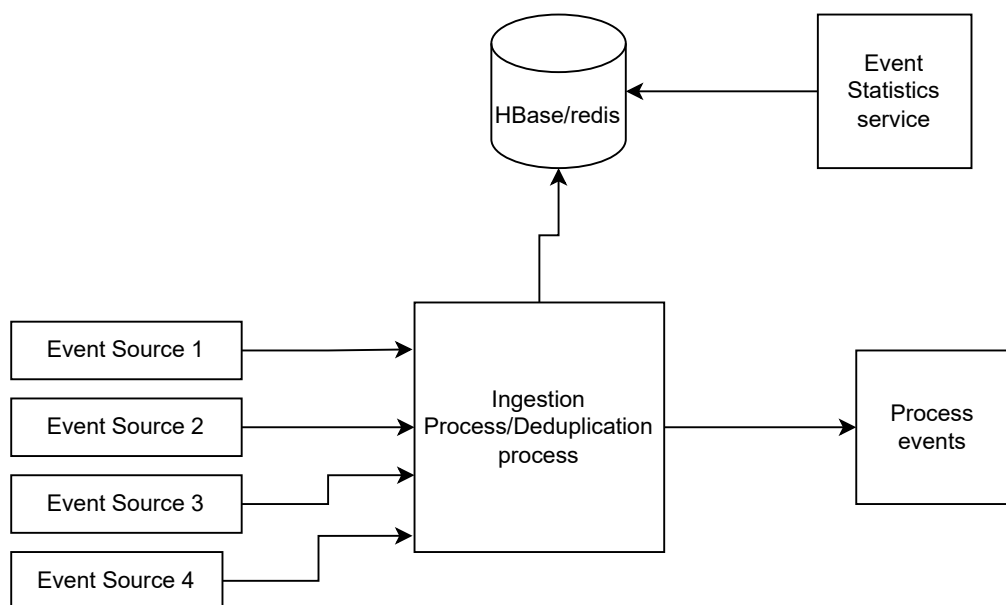 HBase/redis
Event
Statistics
service
Event Source 1
Event Source 2
Event Source 3
Event Source 4
Ingestion
Process/Deduplication
process
Process
events